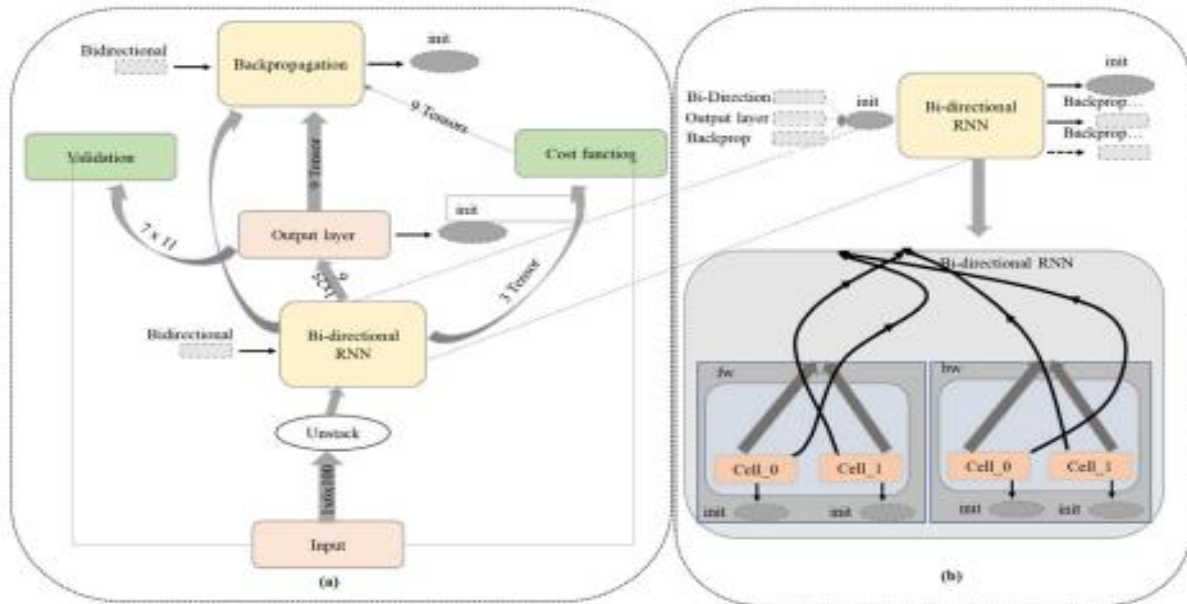 init
Bidirectional
Backpropagation
9 Tensors
Validation
9 Tensor
Cost function
init
7 x 11
Output layer
3 Tensor
Bidirectional
Bi-directional
RNN
Unstack
Input
(a)
init
Bi-Direction
Output layer
Backprop
init
Bi-directional
RNN
Backprop...
Backprop...
Bi-directional RNN
fw
bw
Cell_0
Cell_1
Cell_0
Cell_1
init
init
init
init
(b)